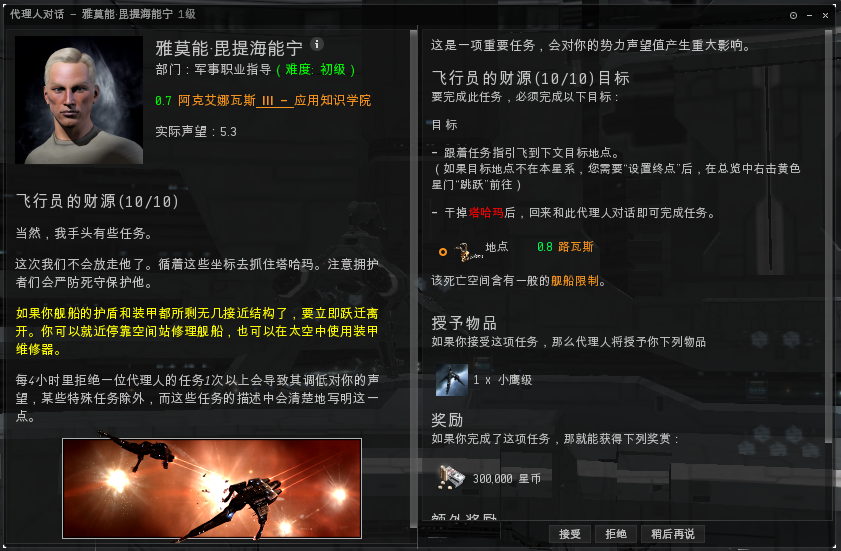 代理人对话 - 雅莫能·毘提海能宁 1级
雅莫能·毘提海能宁
部门：军事职业指导（难度: 初级）
0.7 阿克艾娜瓦斯 III - 应用知识学院
实际声望：5.3
飞行员的财源(10/10)
当然，我手头有些任务。
这次我们不会放走他了。循着这些坐标去抓住塔哈玛。注意拥护
者们会严防死守保护他。
如果你舰船的护盾和装甲都所剩无几接近结构了，要立即跃迁离
开。你可以就近停靠空间站修理舰船，也可以在太空中使用装甲
维修器。
每4小时里拒绝一位代理人的任务1次以上会导致其调低对你的声
望，某些特殊任务除外，而这些任务的描述中会清楚地写明这一
点。
这是一项重要任务，会对你的势力声望值产生重大影响。
飞行员的财源(10/10)目标
要完成此任务，必须完成以下目标：
目标
- 跟着任务指引飞到下文目标地点。
（如果目标地点不在本星系，您需要“设置终点”后，在总览中右击黄色
星门“跳跃”前往）
- 干掉塔哈玛后，回来和此代理人对话即可完成任务。
地点 0.8 路瓦斯
该死亡空间含有一般的舰船限制。
授予物品
如果你接受这项任务，那么代理人将授予你下列物品
1 x 小鹰级
奖励
如果你完成了这项任务，那就能获得下列奖赏：
300,000 星币
额外奖励
接受 拒绝 稍后再说